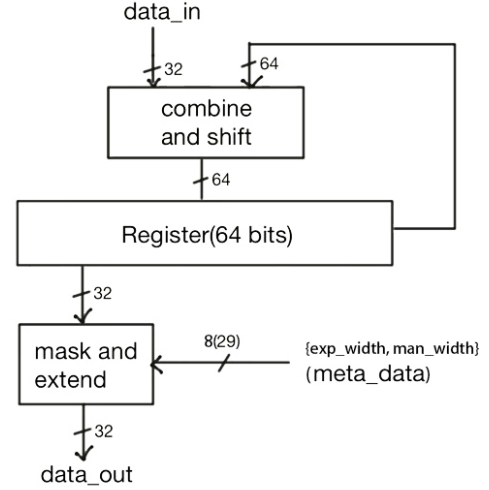 data_in
32
64
combine
and shift
64
Register(64 bits)
32
mask and
extend
8(29)
{exp_width, man_width}
(meta_data)
32
data_out